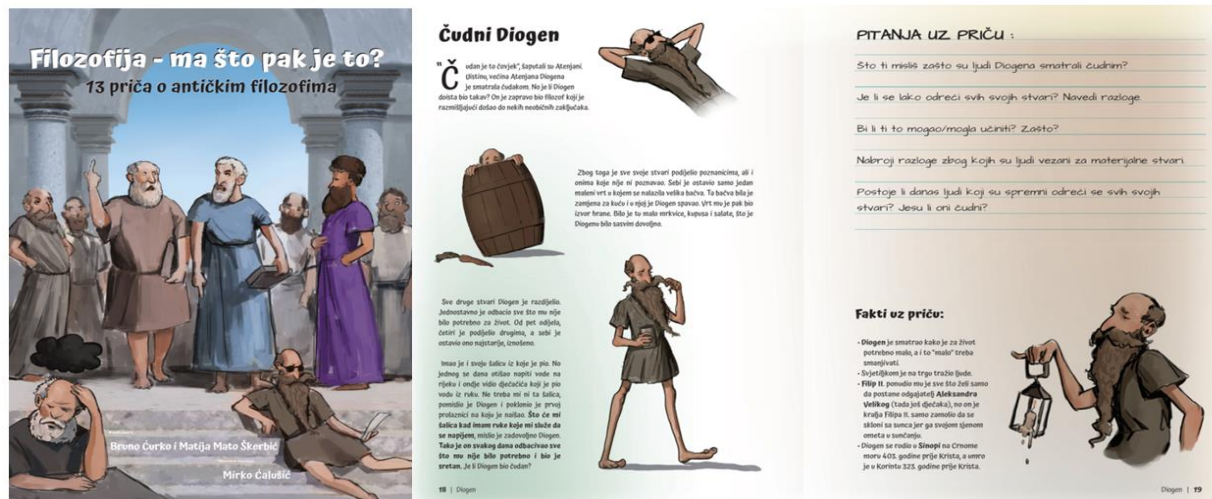 Filozofija - ma što pak je to?
13 priča o antičkim filozofima
Bruno Ćurko i Matija Mato Škerbić
Mirko Ćalušić
Čudni Diogen
"Čudan je to čovjek", šaputali su Atenjani.
Uistinu, većina Atenjana Diogena
je smatrala čudakom. No je li Diogen
doista bio takav? On je zapravo bio filozof koji je
razmišljajući došao do nekih neobičnih zaključaka.
Zbog toga je sve svoje stvari podijelio poznanicima, ali i
onima koje nije ni poznavao. Sebi je ostavio samo jedan
maleni vrt u kojem se nalazila velika bačva. Ta bačva bila je
zamjena za kuću i u njoj je Diogen spavao. Vrt mu je pak bio
izvor hrane. Bilo je tu malo mrkvice, kupusa i salate, što je
Diogenu bilo sasvim dovoljno.
Sve druge stvari Diogen je razdijelio.
Jednostavno je odbacio sve što mu nije
bilo potrebno za život. Od pet odijela,
četiri je podijelio drugima, a sebi je
ostavio ono najstarije, iznošeno.
Imao je i svoju šalicu iz koje je pio. No
jednog se dana otišao napiti vode na
rijeku i ondje vidio dječačića koji je pio
vodu iz ruku. Ne treba mi ni ta šalica,
pomislio je Diogen i poklonio je prvoj
prolaznici na koju je naišao. Što će mi
šalica kad imam ruke koje mi služe da
se napijem, mislio je zadovoljno Diogen.
Tako je on svakog dana odbacivao sve
što mu nije bilo potrebno i bio je
sretan. Je li Diogen bio čudan?
18 | Diogen
PITANJA UZ PRIČU :
Što ti misliš zašto su ljudi Diogena smatrali čudnim?
Je li se lako odreći svih svojih stvari? Navedi razloge.
Bi li ti to mogao/mogla učiniti? Zašto?
Nabroji razloge zbog kojih su ljudi vezani za materijalne stvari.
Postoje li danas ljudi koji su spremni odreći se svih svojih
stvari? Jesu li oni čudni?
Fakti uz priču:
- Diogen je smatrao kako je za život
potrebno malo, a i to "malo" treba
smanjivati.
- Svjetiljkom je na trgu tražio ljude.
- Filip II. ponudio mu je sve što želi samo
da postane odgajatelj Aleksandra
Velikog (tada još dječaka), no on je
kralja Filipa II. samo zamolio da se
skloni sa sunca jer ga svojom sjenom
ometa u sunčanju.
- Diogen se rodio u Sinopi na Crnome
moru 403. godine prije Krista, a umro
je u Korintu 323. godine prije Krista.
Diogen | 19